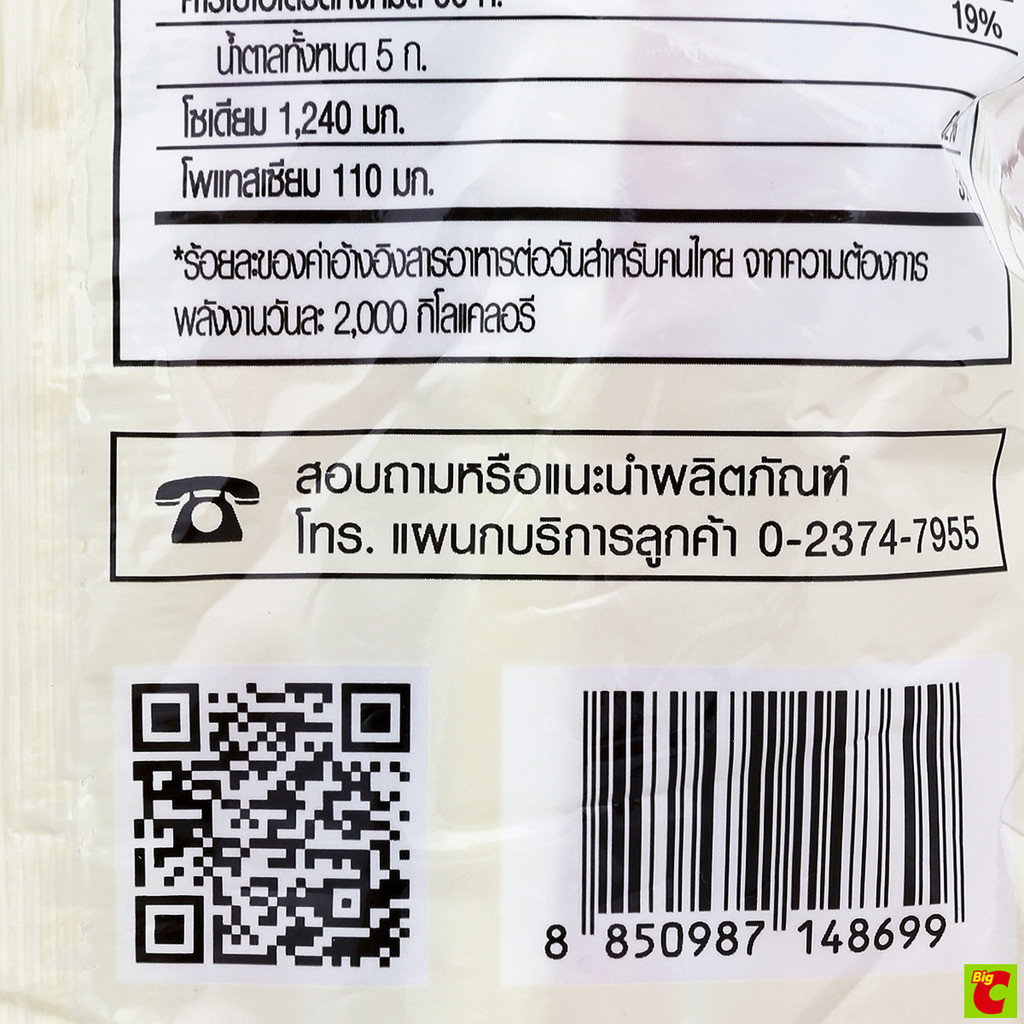 19%
น้ำตาลทั้งหมด 5 ก.
โซเดียม 1,240 มก.
โพแทสเซียม 110 มก.
*ร้อยละของค่าอ้างอิงสารอาหารต่อวันสำหรับคนไทย จากความต้องการ
พลังงานวันละ 2,000 กิโลแคลอรี
สอบถามหรือแนะนำผลิตภัณฑ์
โทร. แผนกบริการลูกค้า 0-2374-7955
8 850987 148699
Big C